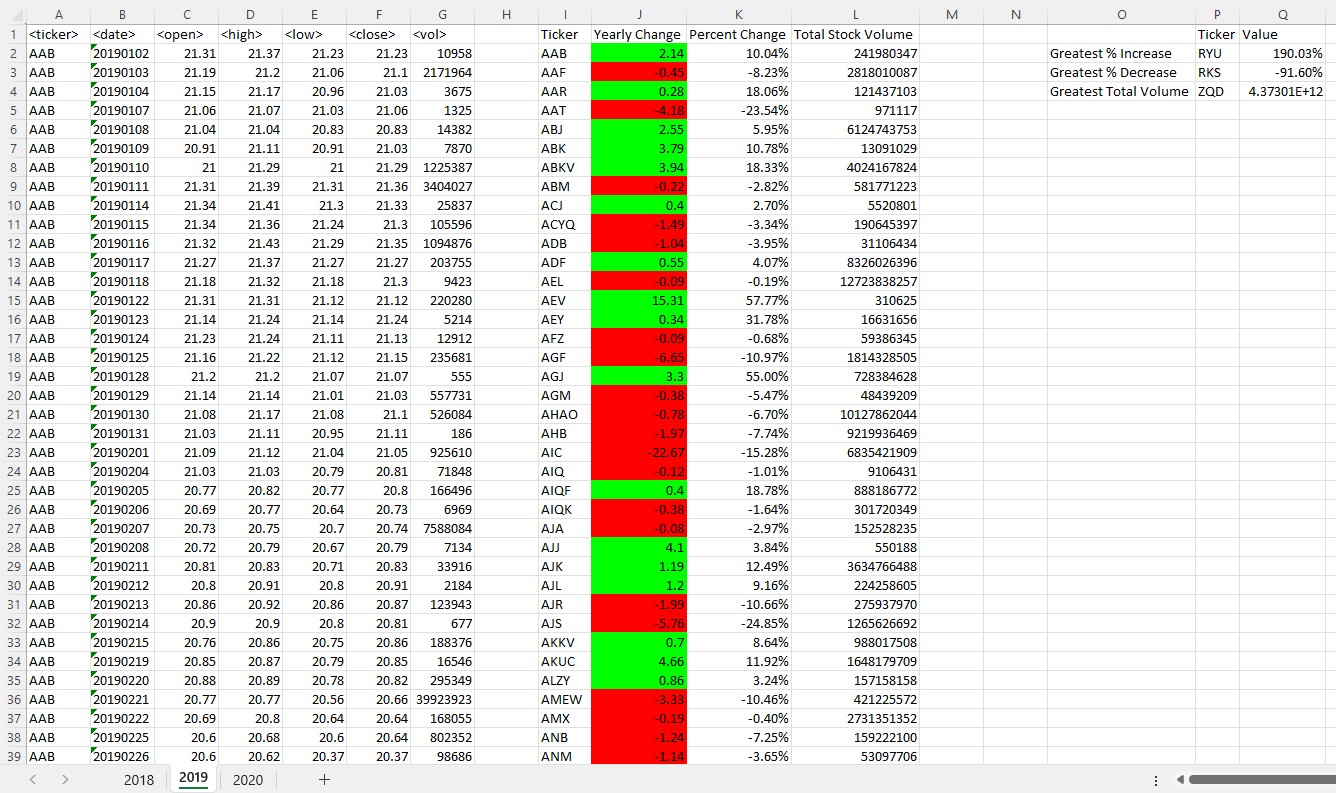 A B C D E F G H I J K L M N O P Q
1 <ticker> <date> <open> <high> <low> <close> <vol> Ticker Yearly Change Percent Change Total Stock Volume Ticker Value
2 AAB 20190102 21.31 21.37 21.23 21.23 10958 AAB 2.14 10.04% 241980347 Greatest % Increase RYU 190.03%
3 AAB 20190103 21.19 21.2 21.06 21.1 2171964 AAF -0.45 -8.23% 2818010087 Greatest % Decrease RKS -91.60%
4 AAB 20190104 21.15 21.17 20.96 21.03 3675 AAR 0.28 18.06% 121437103 Greatest Total Volume ZQD 4.37301E+12
5 AAB 20190107 21.06 21.07 21.03 21.06 1325 AAT -4.18 -23.54% 971117
6 AAB 20190108 21.04 21.04 20.83 20.83 14382 ABJ 2.55 5.95% 6124743753
7 AAB 20190109 20.91 21.11 20.91 21.03 7870 ABK 3.79 10.78% 13091029
8 AAB 20190110 21 21.29 21 21.29 1225387 ABKV 3.94 18.33% 4024167824
9 AAB 20190111 21.31 21.39 21.31 21.36 3404027 ABM -0.22 -2.82% 581771223
10 AAB 20190114 21.34 21.41 21.3 21.33 25837 ACJ 0.4 2.70% 5520801
11 AAB 20190115 21.34 21.36 21.24 21.3 105596 ACYQ -1.49 -3.34% 190645397
12 AAB 20190116 21.32 21.43 21.29 21.35 1094876 ADB -1.04 -3.95% 31106434
13 AAB 20190117 21.27 21.37 21.27 21.27 203755 ADF 0.55 4.07% 8326026396
14 AAB 20190118 21.18 21.32 21.18 21.3 9423 AEL -0.09 -0.19% 12723838257
15 AAB 20190122 21.31 21.31 21.12 21.12 220280 AEV 15.31 57.77% 310625
16 AAB 20190123 21.14 21.24 21.14 21.24 5214 AEY 0.34 31.78% 16631656
17 AAB 20190124 21.23 21.24 21.11 21.13 12912 AFZ -0.09 -0.68% 59386345
18 AAB 20190125 21.16 21.22 21.12 21.15 235681 AGF -6.65 -10.97% 1814328505
19 AAB 20190128 21.2 21.2 21.07 21.07 555 AGJ 3.3 55.00% 728384628
20 AAB 20190129 21.14 21.14 21.01 21.03 557731 AGM -0.38 -5.47% 48439209
21 AAB 20190130 21.08 21.17 21.08 21.1 526084 AHAO -0.78 -6.70% 10127862044
22 AAB 20190131 21.03 21.11 20.95 21.11 186 AHB -1.97 -7.74% 9219936469
23 AAB 20190201 21.09 21.12 21.04 21.05 925610 AIC -22.67 -15.28% 6835421909
24 AAB 20190204 21.03 21.03 20.79 20.81 71848 AIQ -0.12 -1.01% 9106431
25 AAB 20190205 20.77 20.82 20.77 20.8 166496 AIQF 0.4 18.78% 888186772
26 AAB 20190206 20.69 20.77 20.64 20.73 6969 AIQK -0.38 -1.64% 301720349
27 AAB 20190207 20.73 20.75 20.7 20.74 7588084 AJA -0.08 -2.97% 152528235
28 AAB 20190208 20.72 20.79 20.67 20.79 7134 AJJ 4.1 3.84% 550188
29 AAB 20190211 20.81 20.83 20.71 20.83 33916 AJK 1.19 12.49% 3634766488
30 AAB 20190212 20.8 20.91 20.8 20.91 2184 AJL 1.2 9.16% 224258605
31 AAB 20190213 20.86 20.92 20.86 20.87 123943 AJR -1.99 -10.66% 275937970
32 AAB 20190214 20.9 20.9 20.8 20.81 677 AJS -5.76 -24.85% 1265626692
33 AAB 20190215 20.76 20.86 20.75 20.86 188376 AKKV 0.7 8.64% 988017508
34 AAB 20190219 20.85 20.87 20.79 20.85 16546 AKUC 4.66 11.92% 1648179709
35 AAB 20190220 20.88 20.89 20.78 20.82 295349 ALZY 0.86 3.24% 157158158
36 AAB 20190221 20.77 20.77 20.56 20.66 39923923 AMEW -3.33 -10.46% 421225572
37 AAB 20190222 20.69 20.8 20.64 20.64 168055 AMX -0.19 -0.40% 2731351352
38 AAB 20190225 20.6 20.68 20.6 20.64 802352 ANB -1.24 -7.25% 159222100
39 AAB 20190226 20.6 20.62 20.37 20.37 98686 ANM -1.14 -3.65% 53097706
2018 2019 2020 +